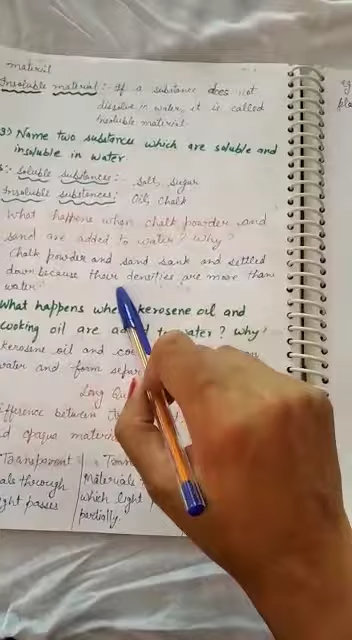 material
Insoluble material :- If a substance does not
dissolve in water, it is called
insoluble material.
3) Name two substances which are soluble and
insoluble in water
Soluble substances: Salt, Sugar
Insoluble substances: Oil, Chalk
What happens when chalk powder and
sand are added to water? Why?
Chalk powder and sand sank and settled
down because their densities are more than
water.
What happens when kerosene oil and
cooking oil are to water? Why?
kerosene oil and
water and form
Long
ifference between
d opaque
Transparent
als through
ght passes
Materials
which light
partially.